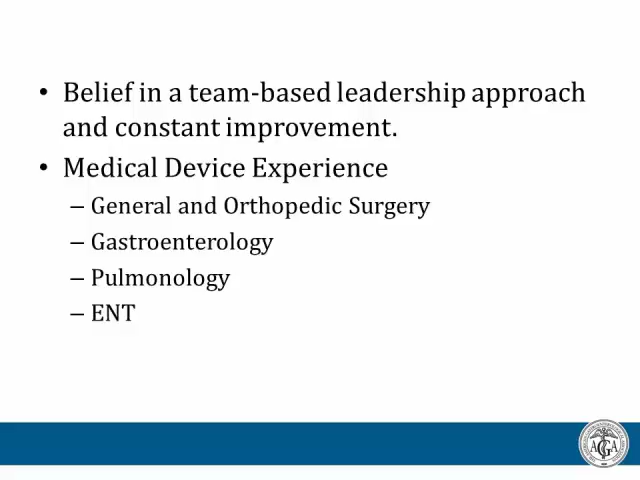 • Belief in a team-based leadership approach
and constant improvement.
• Medical Device Experience
– General and Orthopedic Surgery
– Gastroenterology
– Pulmonology
– ENT